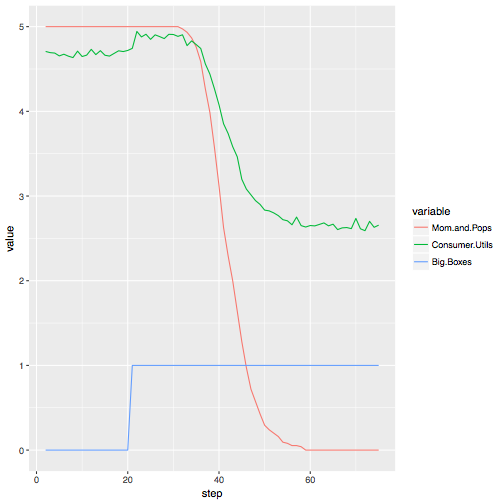 5
4
3
2
1
0
value
0 20 40 60
step
variable
Mom.and.Pops
Consumer.Utils
Big.Boxes